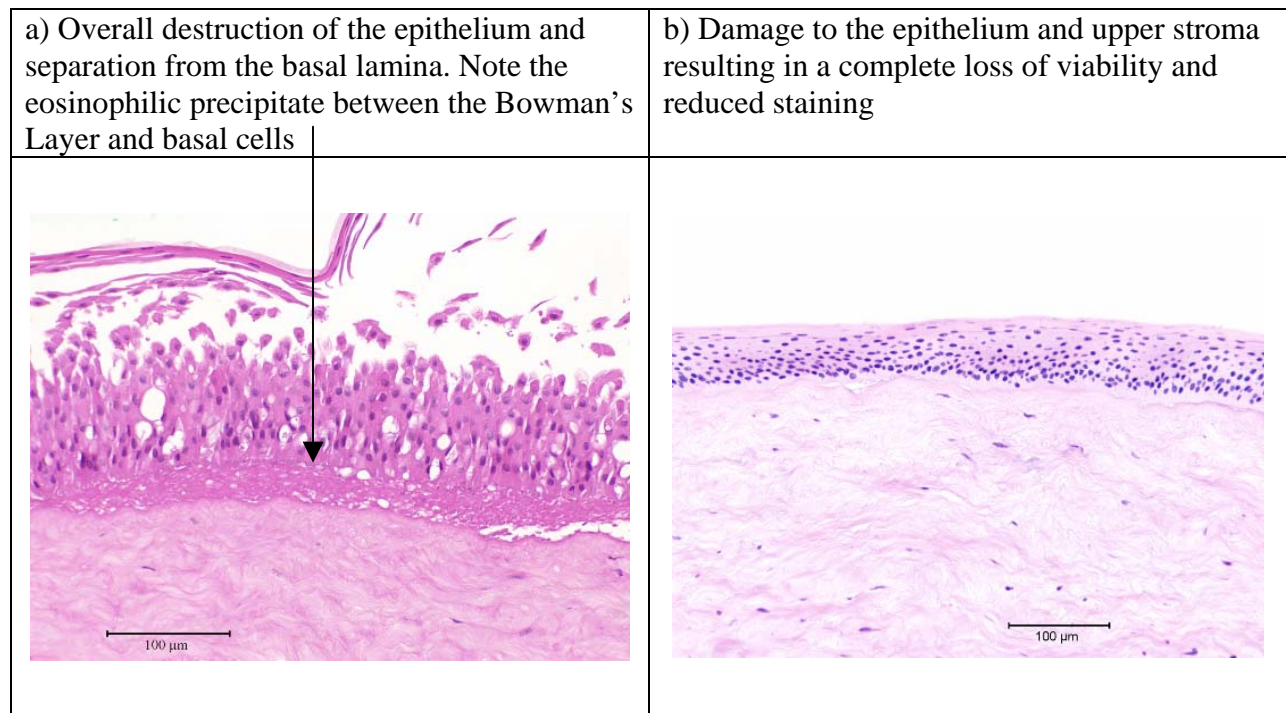 a) Overall destruction of the epithelium and
separation from the basal lamina. Note the
eosinophilic precipitate between the Bowman’s
Layer and basal cells
b) Damage to the epithelium and upper stroma
resulting in a complete loss of viability and
reduced staining
100 µm
100 µm